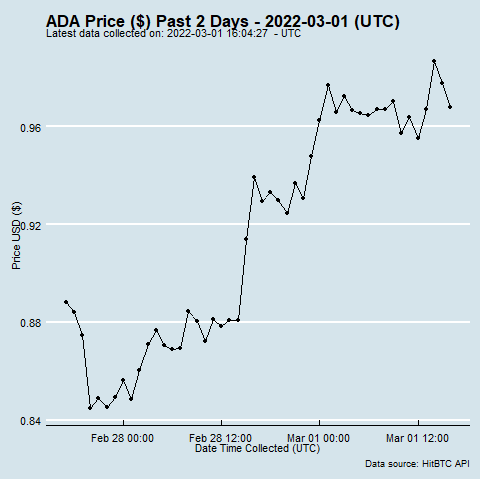 ADA Price ($) Past 2 Days - 2022-03-01 (UTC)
Latest data collected on: 2022-03-01 16:04:27 - UTC
Price USD ($)
0.96
0.92
0.88
0.84
Feb 28 00:00 Feb 28 12:00 Mar 01 00:00 Mar 01 12:00
Date Time Collected (UTC)
Data source: HitBTC API